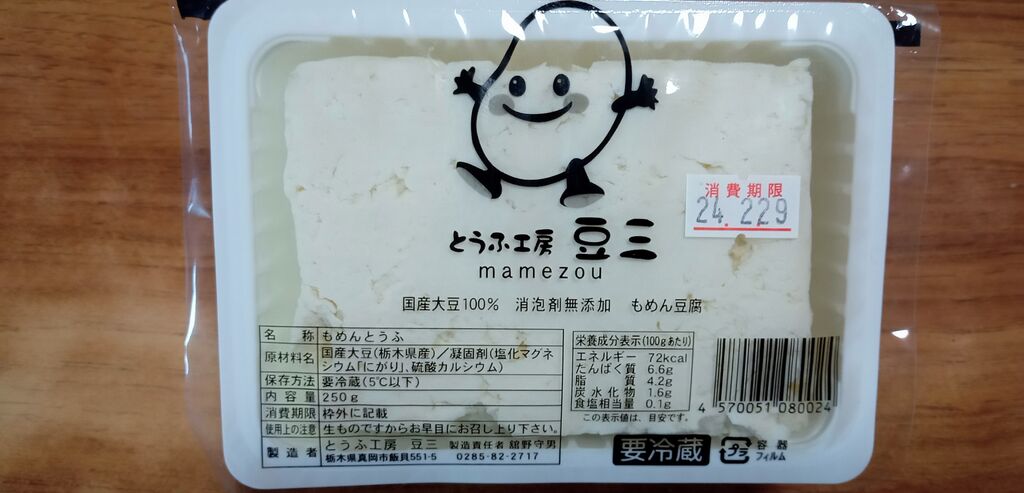 消費期限
24. 2.29
とうふ工房 豆三
mamezou
国産大豆100% 消泡剤無添加 もめん豆腐
名称 もめんとうふ
原材料名 国産大豆(栃木県産)/凝固剤(塩化マグネ
シウム「にがり」、硫酸カルシウム)
保存方法 要冷蔵(5℃以下)
内容量 250g
消費期限 枠外に記載
使用上の注意 生ものですからお早目にお召し上り下さい。
製造者 とうふ工房 豆三 製造責任者 舘野守男
栃木県真岡市飯貝551-5 0285-82-2717
栄養成分表示(100gあたり)
エネルギー 72kcal
たんぱく質 6.6g
脂質 4.2g
炭水化物 1.6g
食塩相当量 0.1g
この表示値は、目安です。
4 570051 080024
要冷蔵
プラ
容器
フィルム